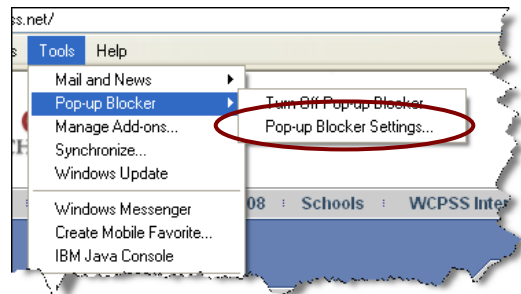 ss.net/
s Tools Help
Mail and News
Pop-up Blocker
Turn Off Pop-up Blocker
Manage Add-ons...
Pop-up Blocker Settings...
Synchronize...
Windows Update
Windows Messenger
08 : Schools : WCPSS Inter
Create Mobile Favorite...
IBM Java Console